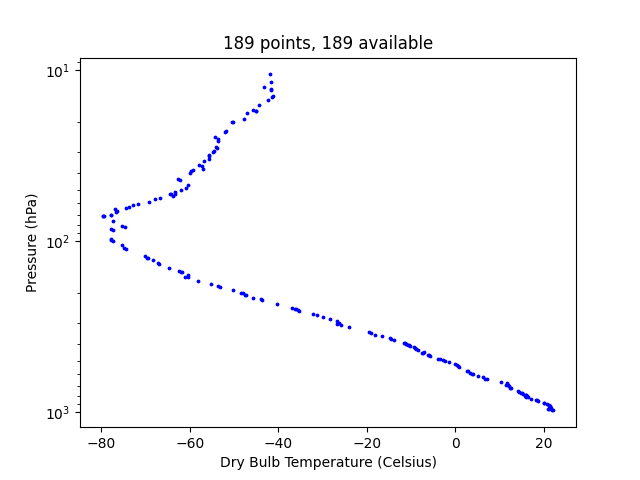 189 points, 189 available
10¹
10²
10³
Pressure (hPa)
−80 −60 −40 −20 0 20
Dry Bulb Temperature (Celsius)